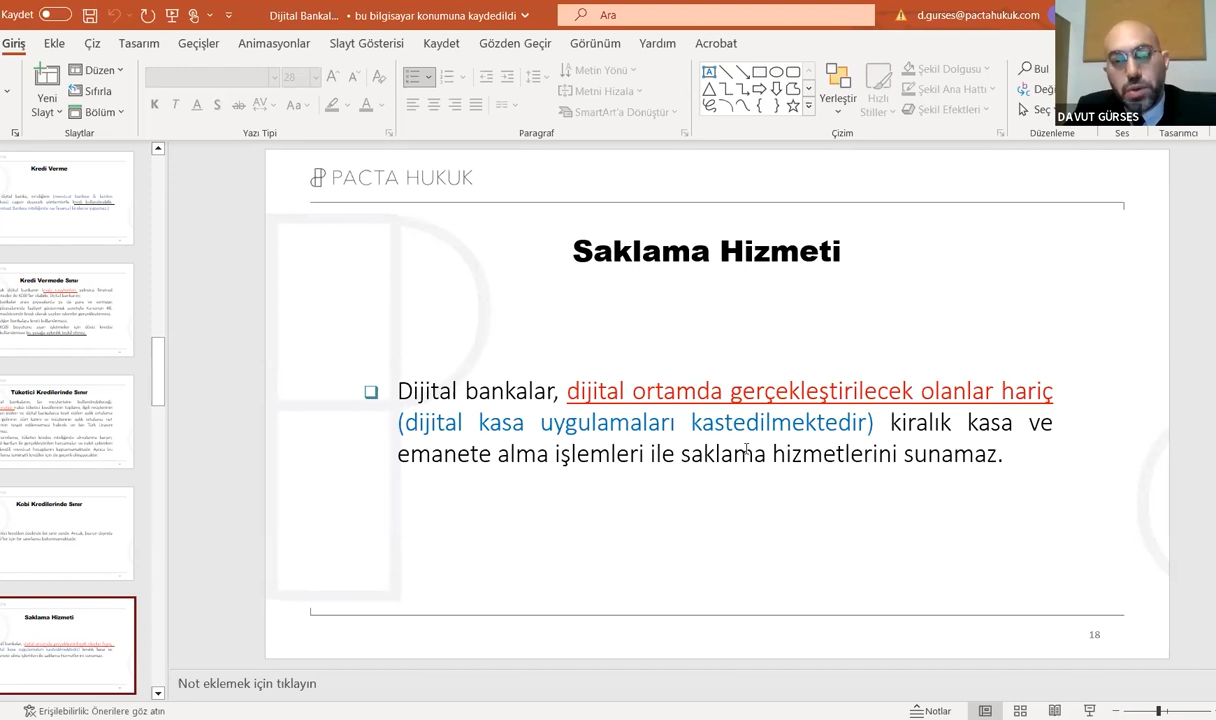 Kaydet
Dijital Bankal... • bu bilgisayar konumuna kaydedildi
Ara
d.gurses@pactahukuk.com
Giriş Ekle Çiz Tasarım Geçişler Animasyonlar Slayt Gösterisi Kaydet Gözden Geçir Görünüm Yardım Acrobat
Yeni
Slayt
Düzen
Sıfırla
Bölüm
Slaytlar
28
K T A S ab AV Aa A
Yazı Tipi
Metin Yönü
Metni Hizala
SmartArt'a Dönüştür
Paragraf
Yerleştir
Hızlı
Stiller
Şekil Dolgusu
Şekil Ana Hattı
Şekil Efektleri
Çizim
Bul
Seç
Düzenleme
Ses
Tasarımcı
DAVUT GÜRSES
Kredi Verme
Kredi Vermede Sınır
Tüketici Kredilerinde Sınır
Kobi Kredilerinde Sınır
Saklama Hizmeti
PACTA HUKUK
Saklama Hizmeti
Dijital bankalar, dijital ortamda gerçekleştirilecek olanlar hariç
(dijital kasa uygulamaları kastedilmektedir) kiralık kasa ve
emanete alma işlemleri ile saklama hizmetlerini sunamaz.
18
Not eklemek için tıklayın
Erişilebilirlik: Önerilere göz atın
Notlar